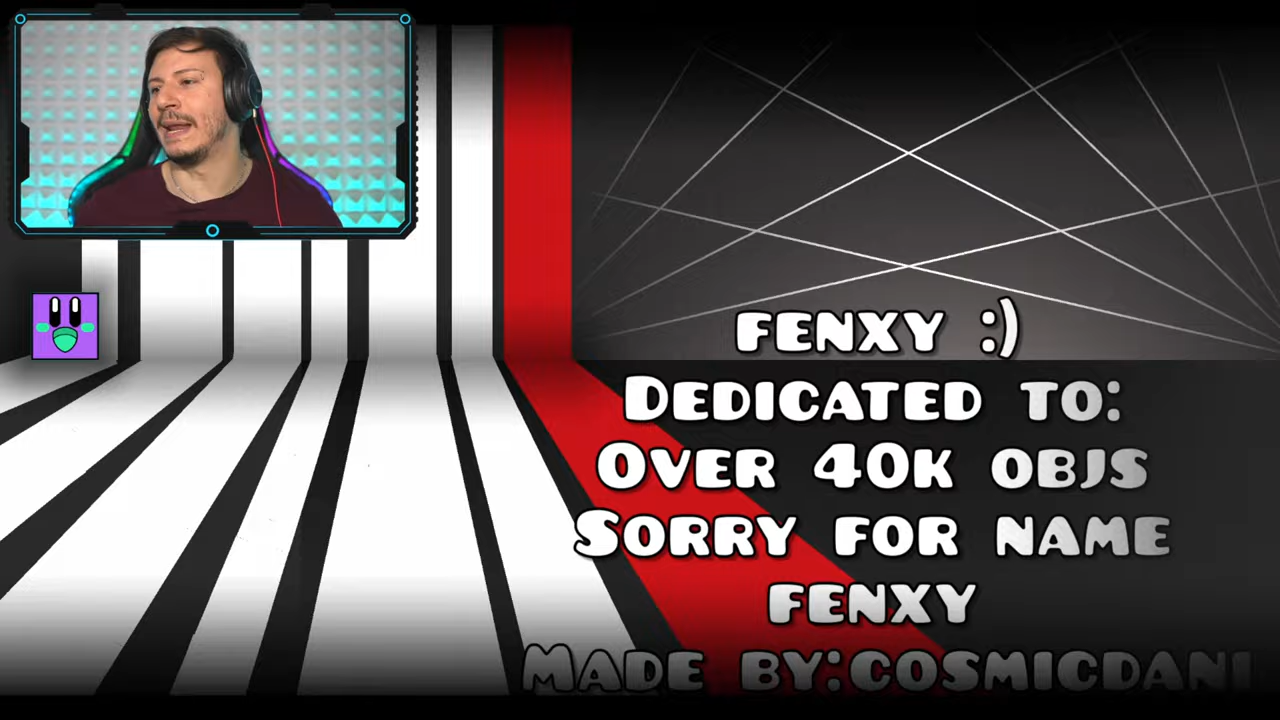 FENXY :)
DEDICATED TO:
OVER 40K OBJS
SORRY FOR NAME
FENXY
MADE BY:COSMICDANI